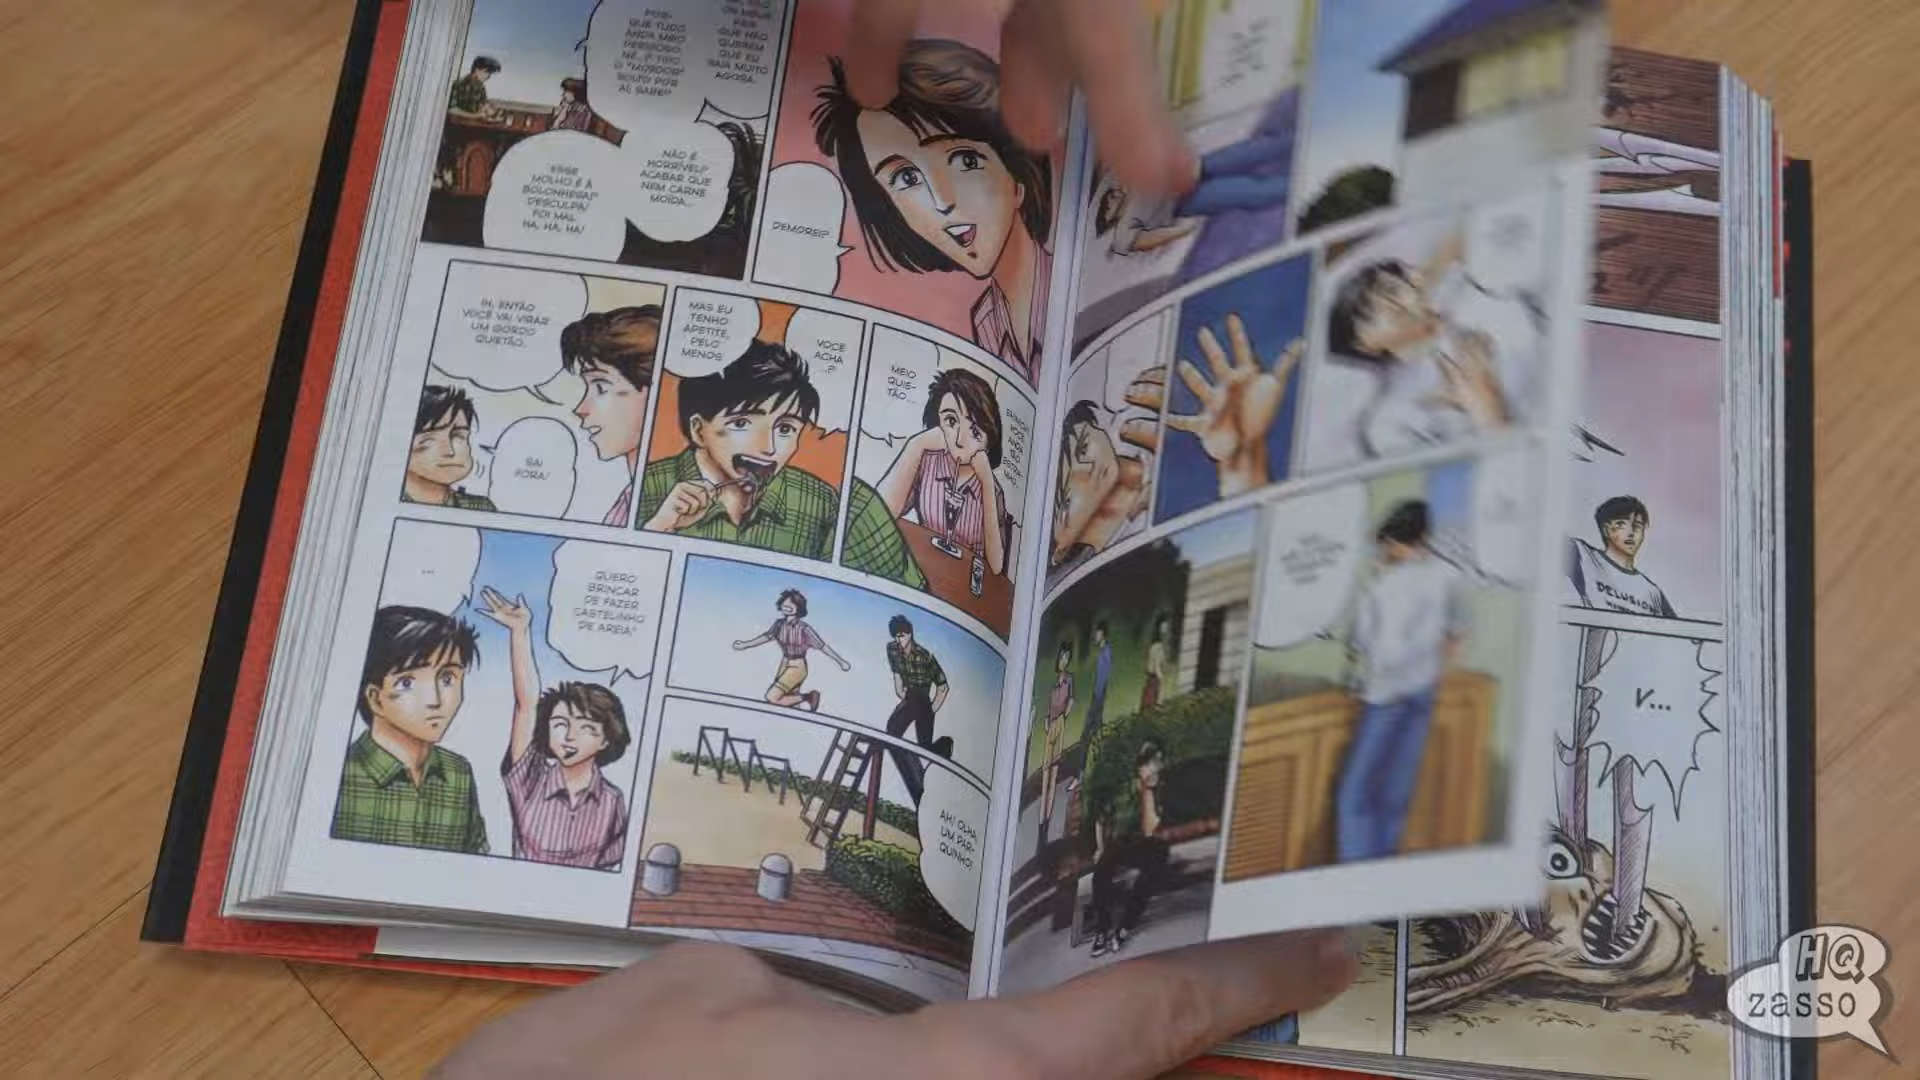 POR-
QUE TUDO
ANDA MEIO
PERIGOSO,
NÉ...? TIPO
O "MOEDOR"
SOLTO POR
AÍ, SABE?
QUE NÃO
QUEREM
QUE EU
SAIA MUITO
AGORA.
ESSE
MOLHO É À
BOLONHESA?
DESCULPA!
FOI MAL,
HA, HA, HA!
NÃO É
HORRÍVEL?
ACABAR QUE
NEM CARNE
MOÍDA...
DEMOREI?
IH, ENTÃO
VOCÊ VAI VIRAR
UM GORDO
QUIETÃO.
SAI
FORA!
MAS EU
TENHO
APETITE,
PELO
MENOS!
VOCÊ
ACHA
...?!
MEIO
QUIE-
TÃO...
...
QUERO
BRINCAR
DE FAZER
CASTELINHO
DE AREIA!
AH! OLHA,
UM PAR-
QUINHO!
DELUSION
V...
HQ
zasso